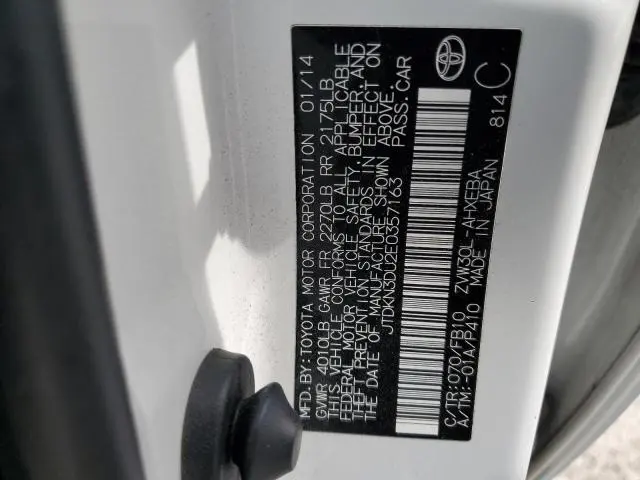 MFD.BY:TOYOTA MOTOR CORPORATION 01/14
GVWR 4010LB GAWR FR 2270LB RR 2175LB
THIS VEHICLE CONFORMS TO ALL APPLICABLE
FEDERAL MOTOR VEHICLE SAFETY, BUMPER,AND
THEFT PREVENTION STANDARDS IN EFFECT ON
THE DATE OF MANUFACTURE SHOWN ABOVE.
JTDKN3DU2E0357163 PASS.CAR
C/TR:070/FB10 ZVW30L-AHXEBA
A/TM:-01A/P410 MADE IN JAPAN 814
C